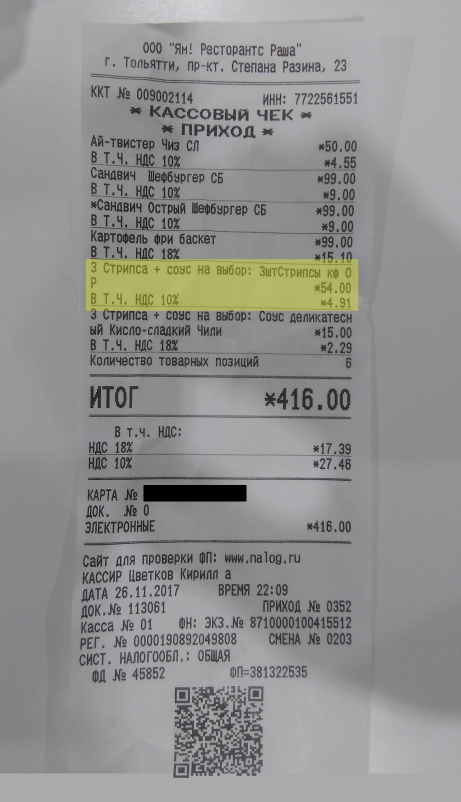 ООО "Ям! Ресторантс Раша"
г. Тольятти, пр-кт. Степана Разина, 23
ККТ № 009002114 ИНН: 7722561551
* КАССОВЫЙ ЧЕК *
* ПРИХОД *
Ай-твистер Чиз СЛ *50.00
В Т.Ч. НДС 10% *4.55
Сандвич Шефбургер СБ *99.00
В Т.Ч. НДС 10% *9.00
*Сандвич Острый Шефбургер СБ *99.00
В Т.Ч. НДС 10% *9.00
Картофель фри баскет *99.00
В Т.Ч. НДС 18% *15.10
3 Стрипса + соус на выбор: 3штСтрипсы кф О
Р *54.00
В Т.Ч. НДС 10% *4.91
3 Стрипса + соус на выбор: Соус деликатесн
ый Кисло-сладкий Чили *15.00
В Т.Ч. НДС 18% *2.29
Количество товарных позиций 6
ИТОГ *416.00
В т.ч. НДС:
НДС 18% *17.39
НДС 10% *27.46
КАРТА №
ДОК. № 0
ЭЛЕКТРОННЫЕ *416.00
Сайт для проверки ФП: www.nalog.ru
КАССИР Цветков Кирилл а
ДАТА 26.11.2017 ВРЕМЯ 22:09
ДОК.№ 113061 ПРИХОД № 0352
Касса № 01 ФН: ЭКЗ.№ 8710000100415512
РЕГ. № 0000190892049808 СМЕНА № 0203
СИСТ. НАЛОГООБЛ.: ОБЩАЯ
ФД № 45852 ФП=381322535